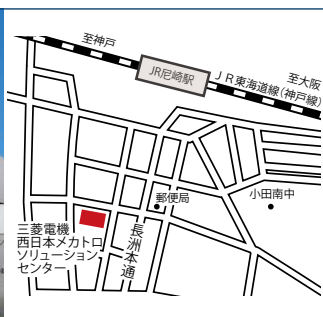 至神戸
JR尼崎駅
JR東海道線(神戸線)
至大阪
郵便局
小田南中
長洲本通
三菱電機
西日本メカトロ
ソリューション
センター